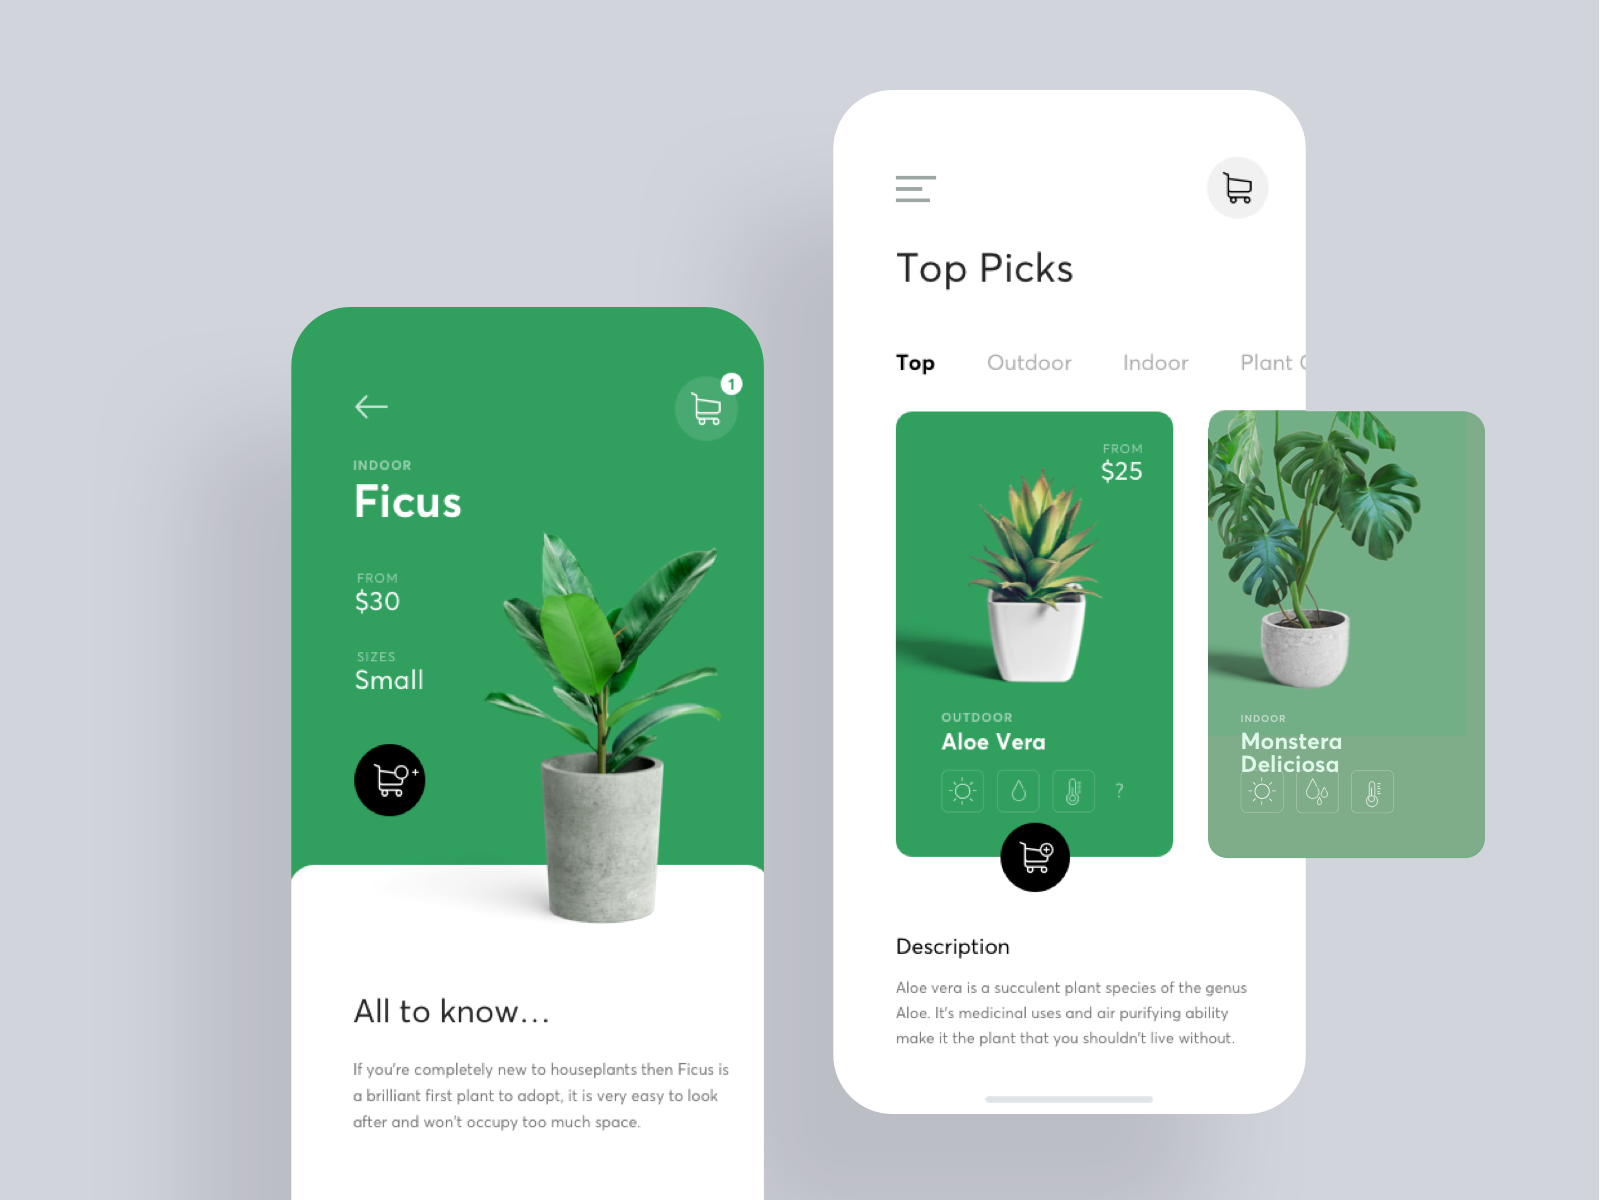 1
INDOOR
Ficus
FROM
$30
SIZES
Small
All to know...
If you're completely new to houseplants then Ficus is
a brilliant first plant to adopt, it is very easy to look
after and won't occupy too much space.
Top Picks
Top Outdoor Indoor Plant
FROM
$25
OUTDOOR
Aloe Vera
?
INDOOR
Monstera
Deliciosa
Description
Aloe vera is a succulent plant species of the genus
Aloe. It's medicinal uses and air purifying ability
make it the plant that you shouldn't live without.